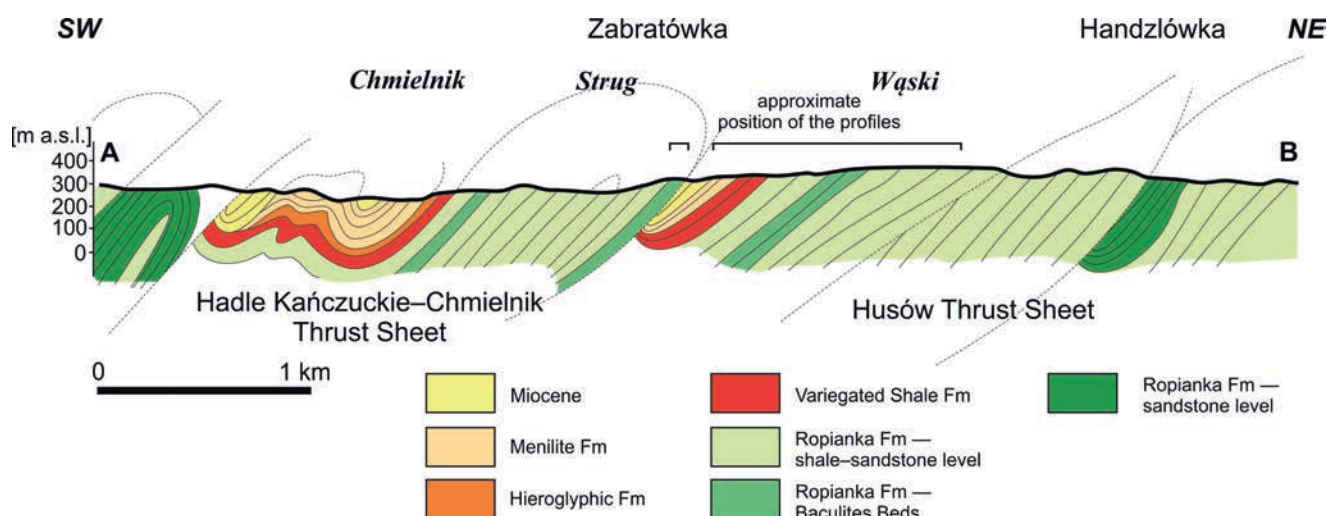 SW
Zabratówka
Handzlówka
NE
Chmielnik
Strug
Wąski
approximate
position of the profiles
[m a.s.l.]
A
B
400
300
200
100
0
Hadle Kańczuckie–Chmielnik
Thrust Sheet
Husów Thrust Sheet
0
1 km
Miocene
Menilite Fm
Hieroglyphic Fm
Variegated Shale Fm
Ropianka Fm —
shale–sandstone level
Ropianka Fm —
Baculites Beds
Ropianka Fm —
sandstone level